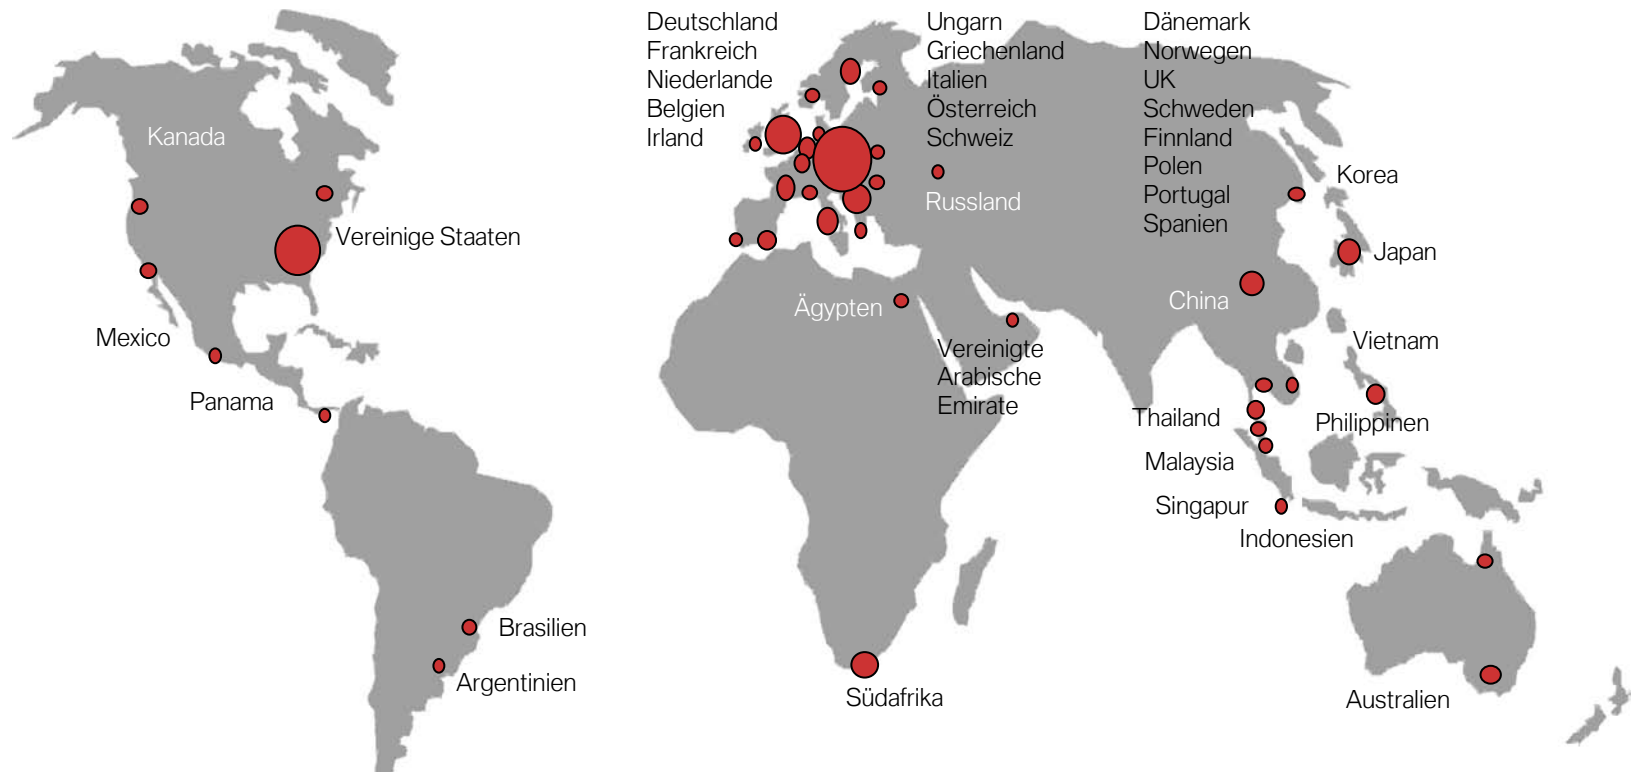 Deutschland
Frankreich
Niederlande
Belgien
Irland
Ungarn
Griechenland
Italien
Österreich
Schweiz
Dänemark
Norwegen
UK
Schweden
Finnland
Polen
Portugal
Spanien
Kanada
Vereinige Staaten
Mexico
Panama
Brasilien
Argentinien
Russland
Ägypten
Vereinigte
Arabische
Emirate
Südafrika
Korea
Japan
China
Vietnam
Thailand
Philippinen
Malaysia
Singapur
Indonesien
Australien